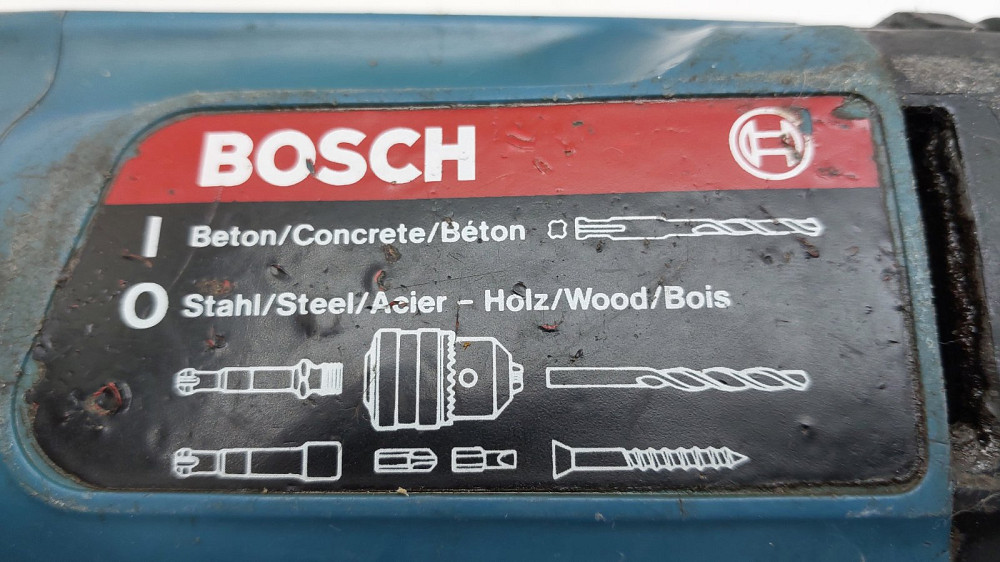 BOSCH
I Beton/Concrete/Béton
O Stahl/Steel/Acier - Holz/Wood/Bois